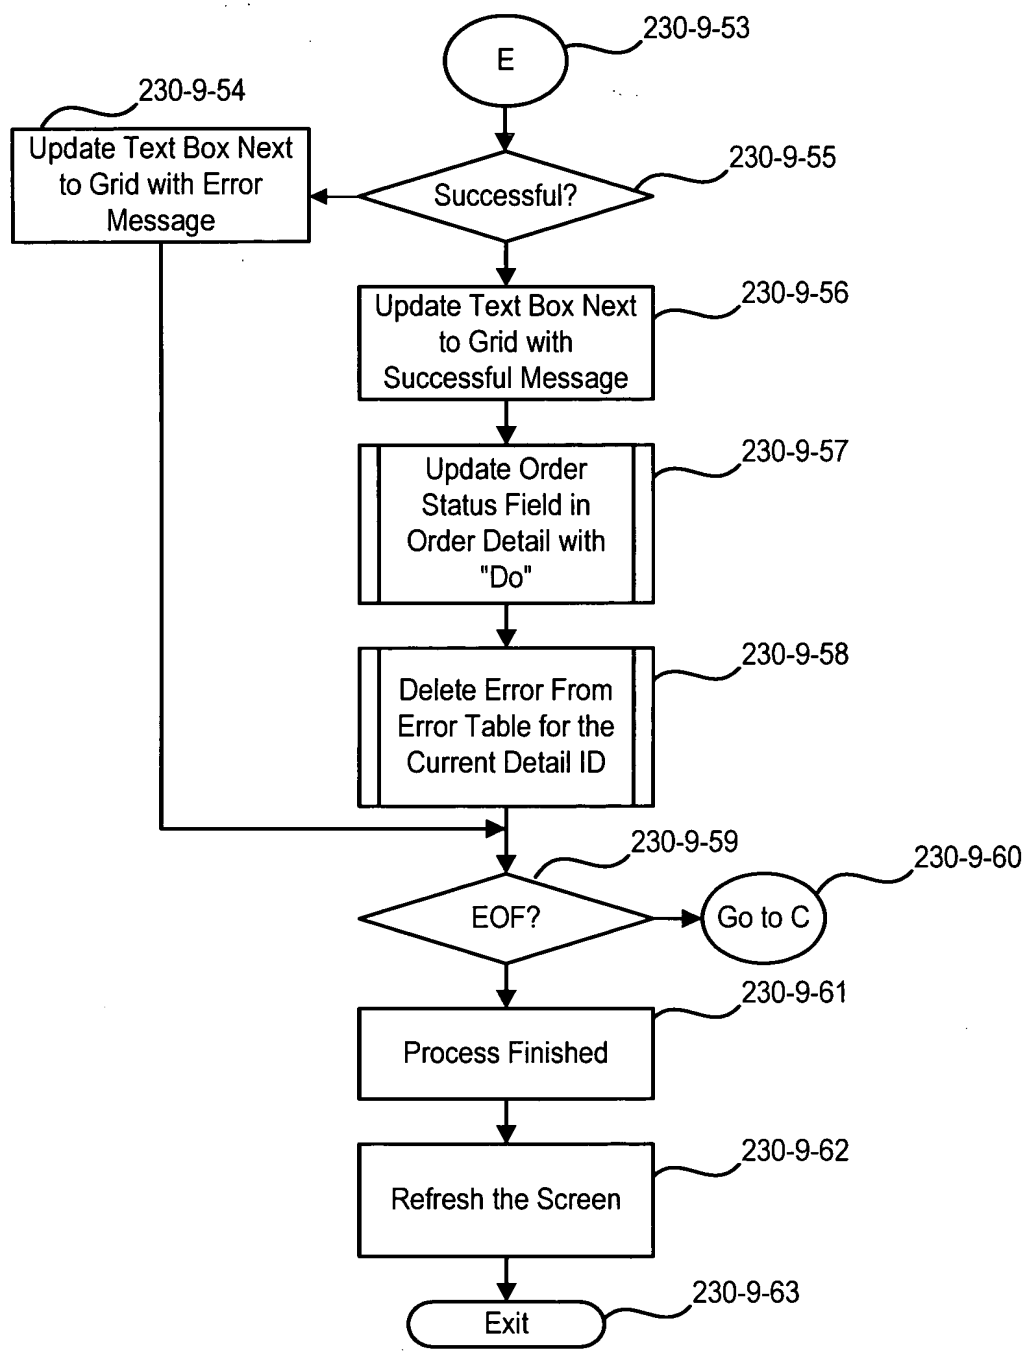 E
230-9-53
230-9-54
Update Text Box Next
to Grid with Error
Message
Successful?
230-9-55
Update Text Box Next
to Grid with
Successful Message
230-9-56
Update Order
Status Field in
Order Detail with
"Do"
230-9-57
Delete Error From
Error Table for the
Current Detail ID
230-9-58
EOF?
230-9-59
Go to C
230-9-60
Process Finished
230-9-61
Refresh the Screen
230-9-62
Exit
230-9-63